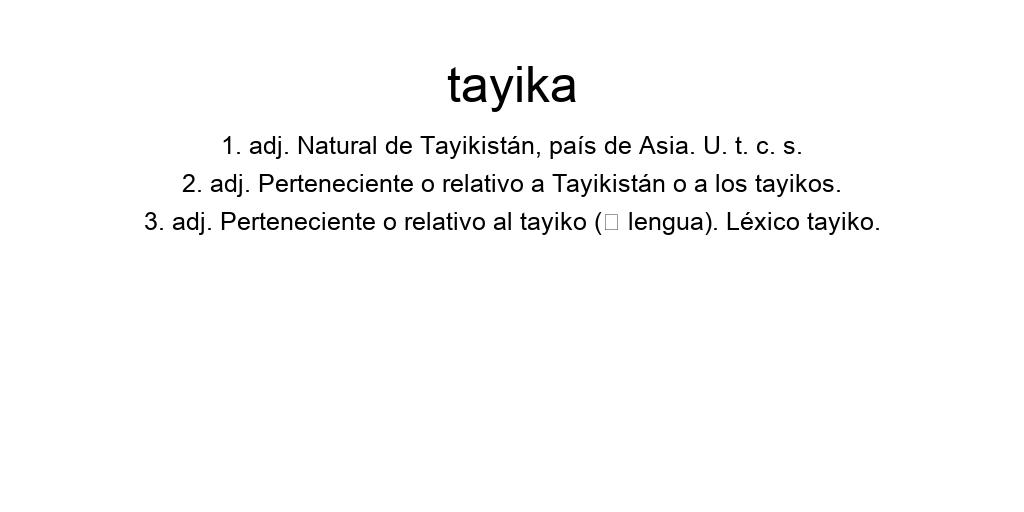 tayika
1. adj. Natural de Tayikistán, país de Asia. U. t. c. s.
2. adj. Perteneciente o relativo a Tayikistán o a los tayikos.
3. adj. Perteneciente o relativo al tayiko (▯ lengua). Léxico tayiko.